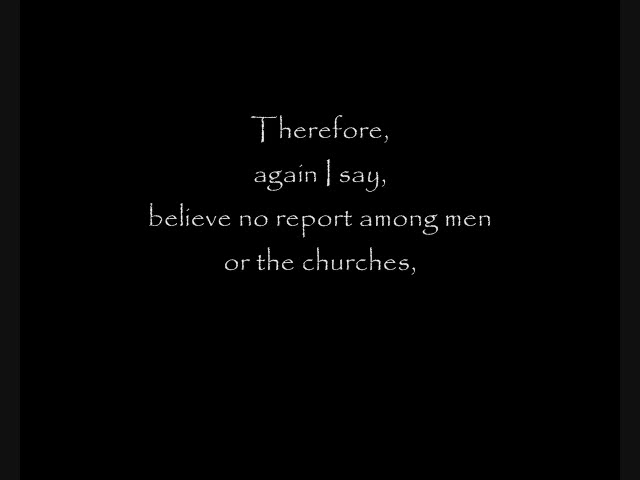 Therefore,
again I say,
believe no report among men
or the churches,